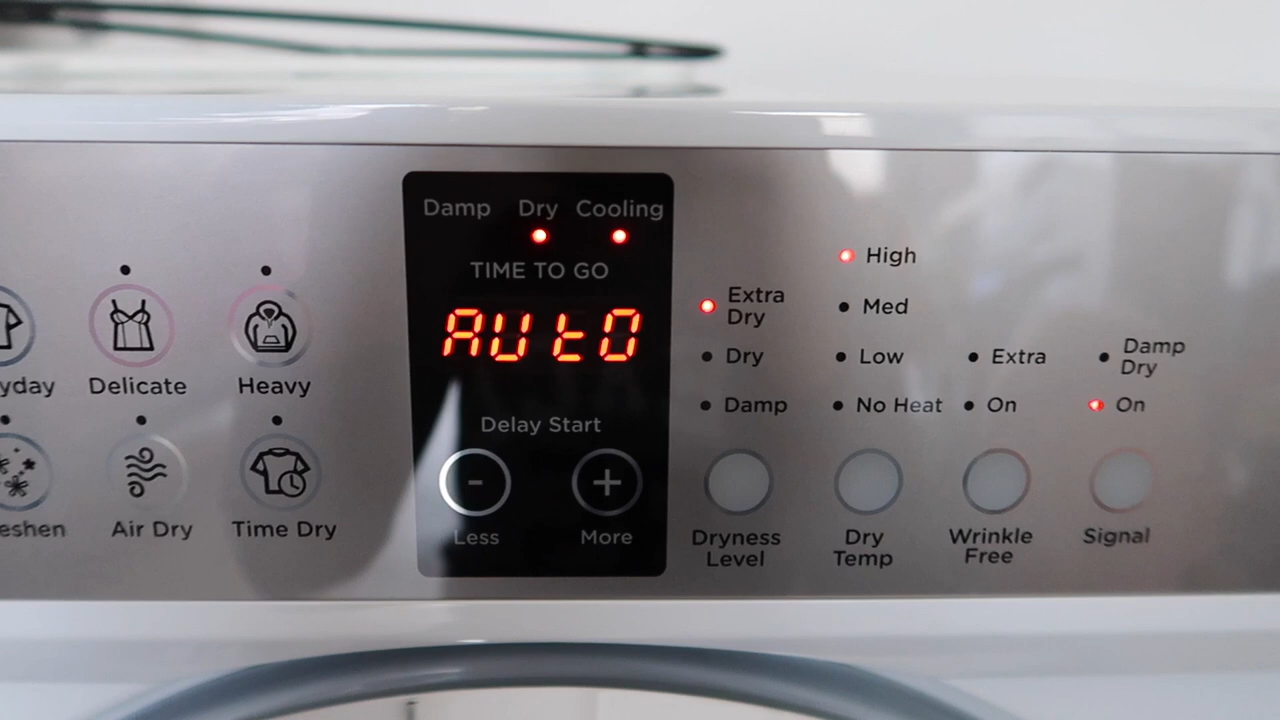 Damp Dry Cooling
TIME TO GO
AUtO
Delay Start
- +
Less More
yday Delicate Heavy
eshen Air Dry Time Dry
Extra
Dry
Dry
Damp
Dryness
Level
High
Med
Low
No Heat
Dry
Temp
Extra
On
Wrinkle
Free
Damp
Dry
On
Signal